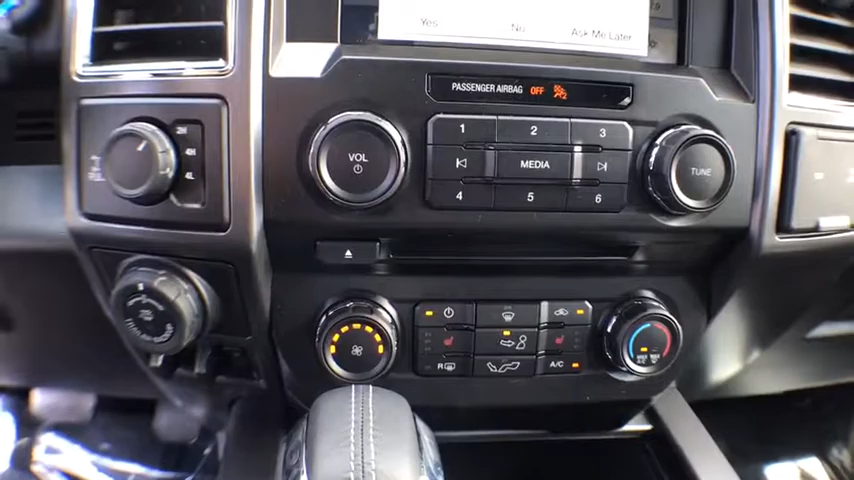 Yes No Ask Me Later
PASSENGER AIRBAG OFF
2H
4H
4L
VOL
1 2 3
MEDIA
4 5 6
TUNE
R
A/C
MAX A/C